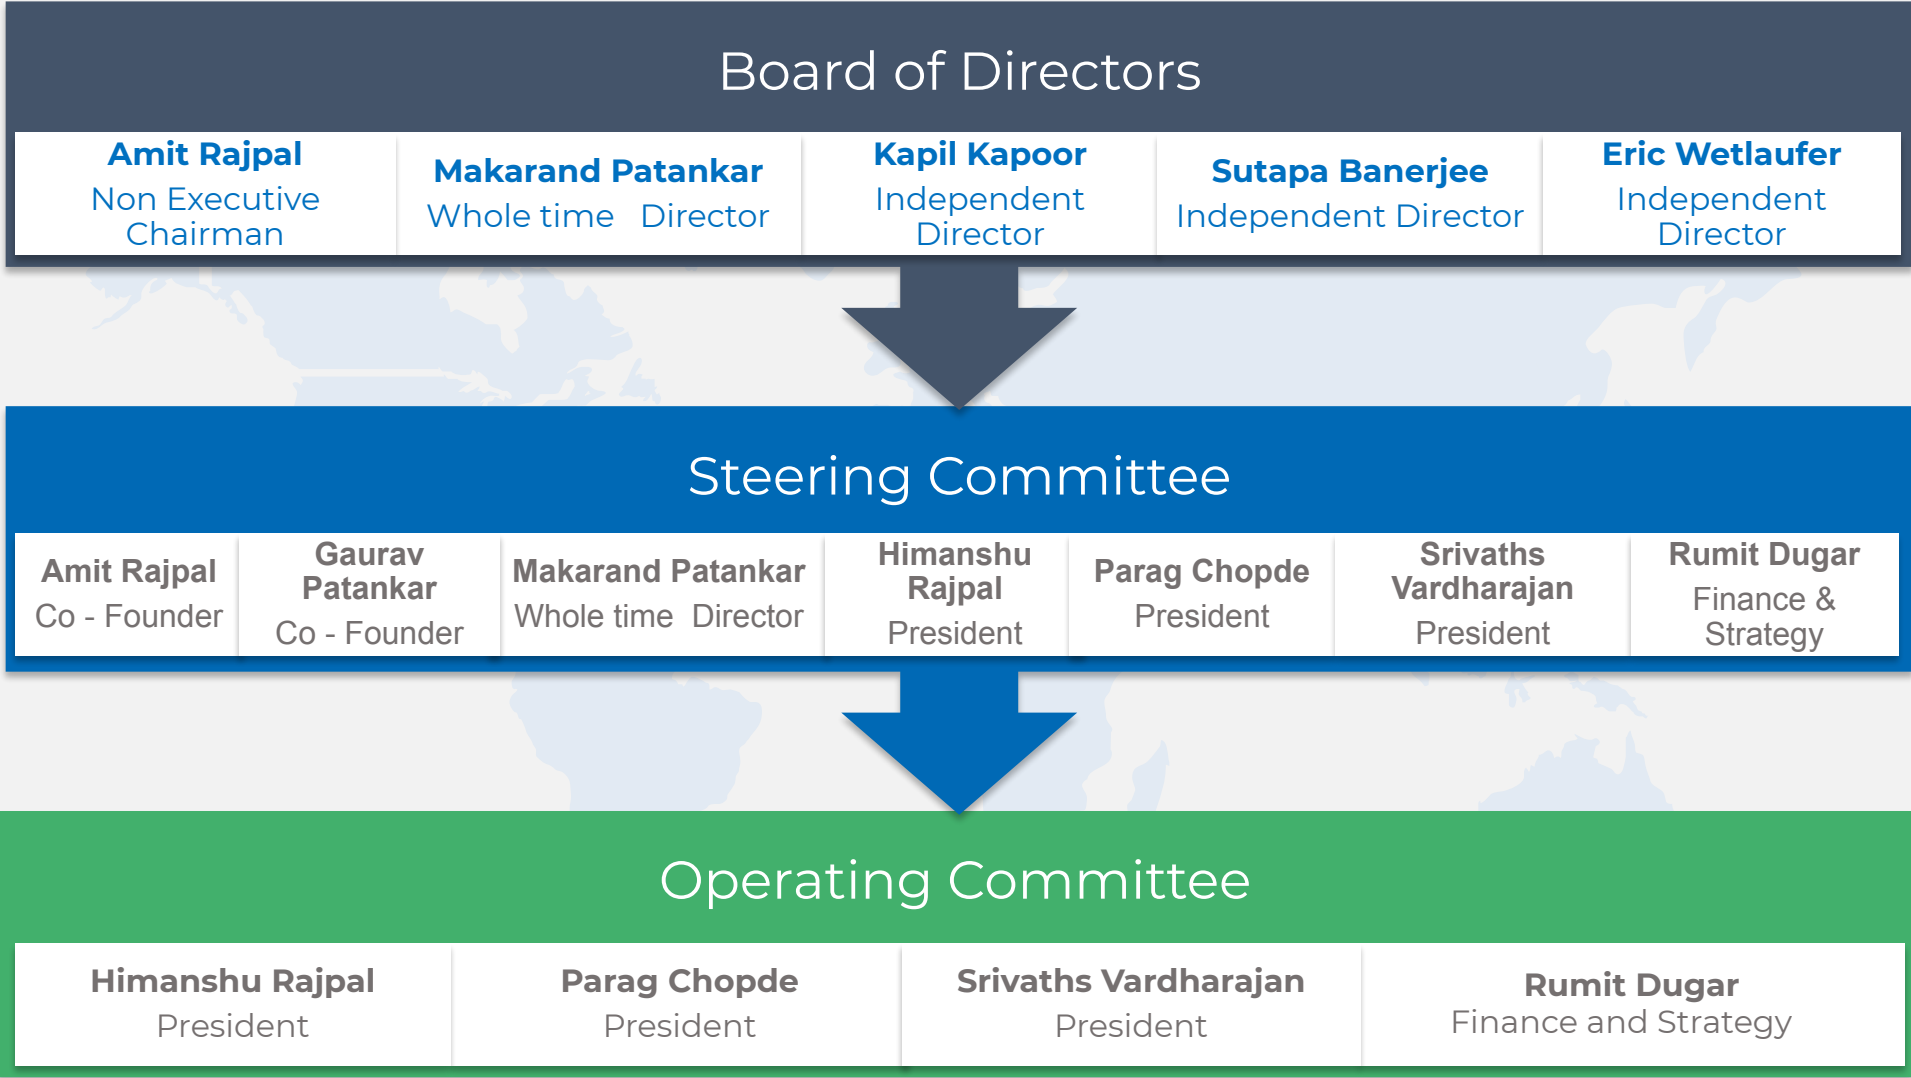 Board of Directors
Amit Rajpal
Non Executive
Chairman
Makarand Patankar
Whole time Director
Kapil Kapoor
Independent
Director
Sutapa Banerjee
Independent Director
Eric Wetlaufer
Independent
Director
Steering Committee
Amit Rajpal
Co - Founder
Gaurav
Patankar
Co - Founder
Makarand Patankar
Whole time Director
Himanshu
Rajpal
President
Parag Chopde
President
Srivaths
Vardharajan
President
Rumit Dugar
Finance &
Strategy
Operating Committee
Himanshu Rajpal
President
Parag Chopde
President
Srivaths Vardharajan
President
Rumit Dugar
Finance and Strategy